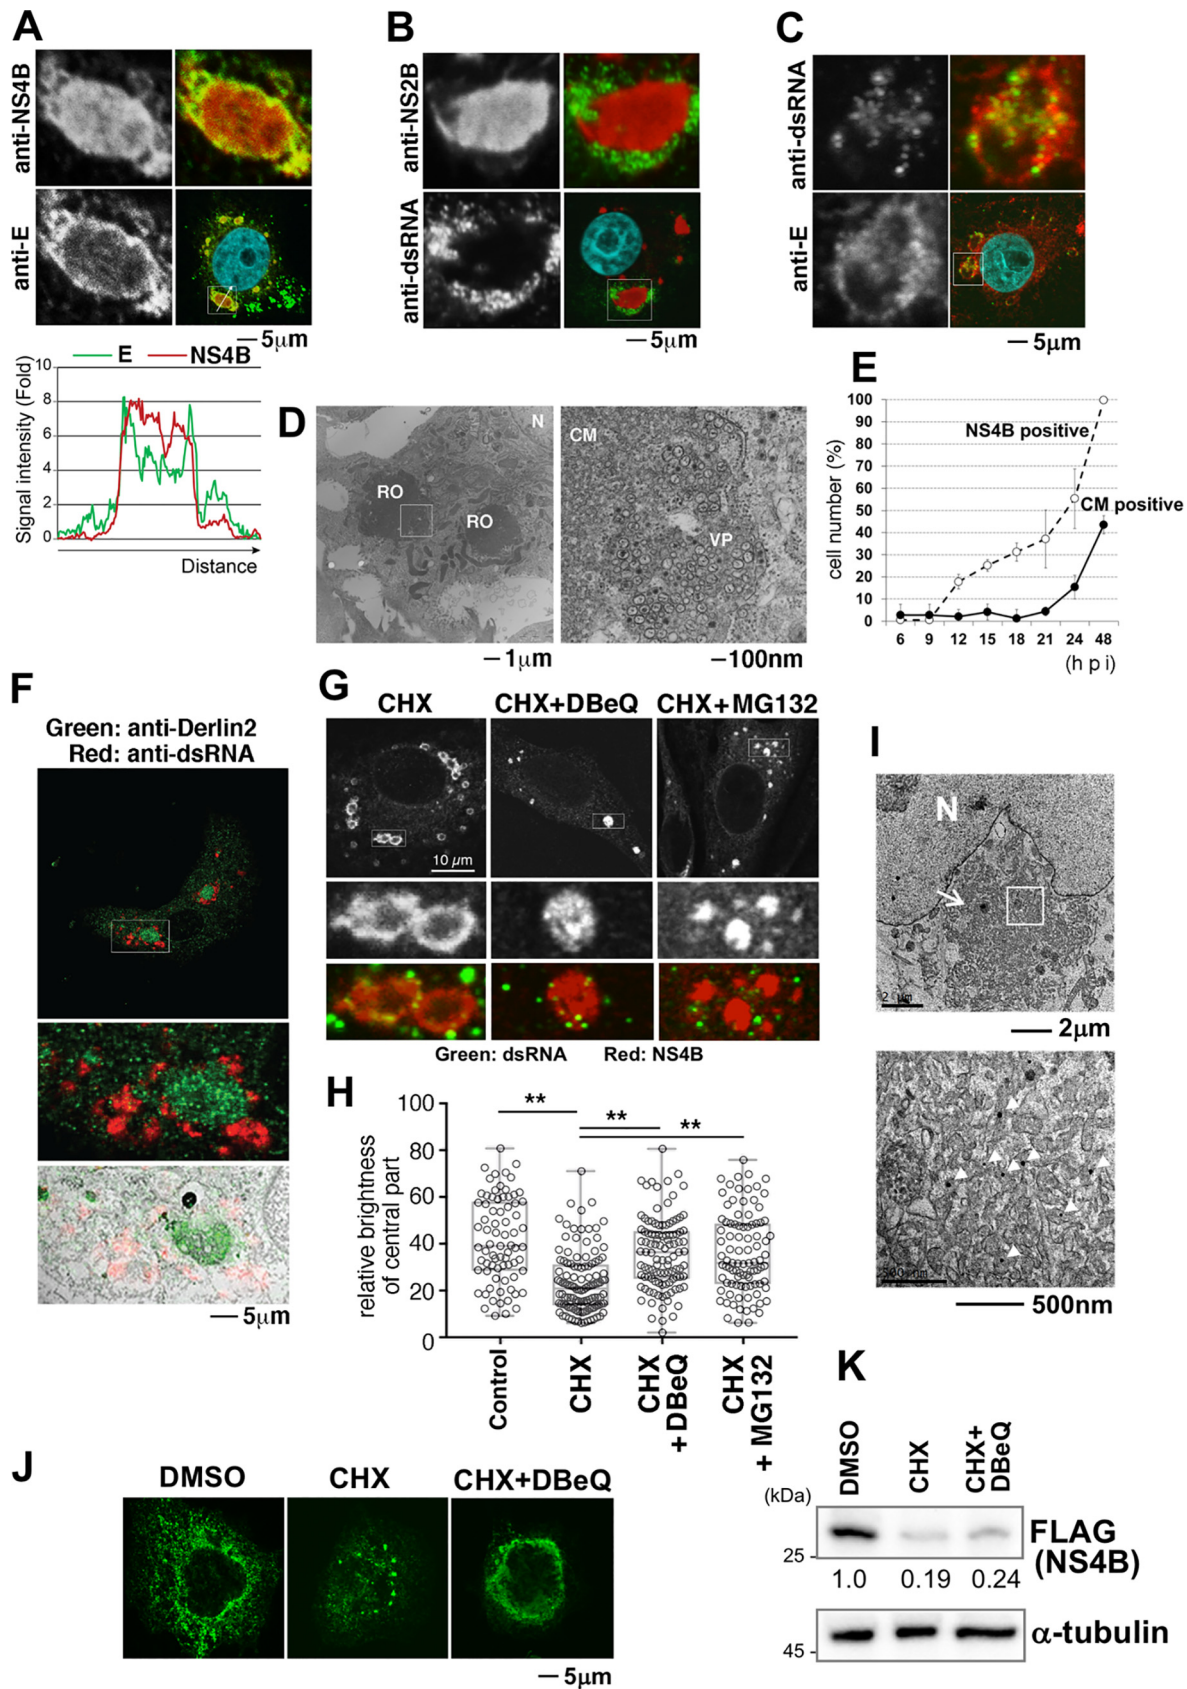 A
anti-NS4B
anti-E
5µm
E
NS4B
Signal intensity (Fold)
10
8
6
4
2
0
Distance
B
anti-NS2B
anti-dsRNA
5µm
C
anti-dsRNA
anti-E
5µm
D
N
RO
RO
1µm
CM
VP
100nm
E
cell number (%)
100
90
80
70
60
50
40
30
20
10
0
NS4B positive
CM positive
6 9 12 15 18 21 24 48
(h p i)
F
Green: anti-Derlin2
Red: anti-dsRNA
5µm
G
CHX
CHX+DBeQ
CHX+MG132
10 µm
Green: dsRNA Red: NS4B
H
relative brightness
of central part
100
80
60
40
20
0
** ** **
Control
CHX
CHX
+DBeQ
CHX
+ MG132
I
N
2 µm
2µm
500 nm
500nm
J
DMSO
CHX
CHX+DBeQ
5µm
K
(kDa)
DMSO
CHX
CHX+
DBeQ
25
FLAG
(NS4B)
1.0 0.19 0.24
45
α-tubulin